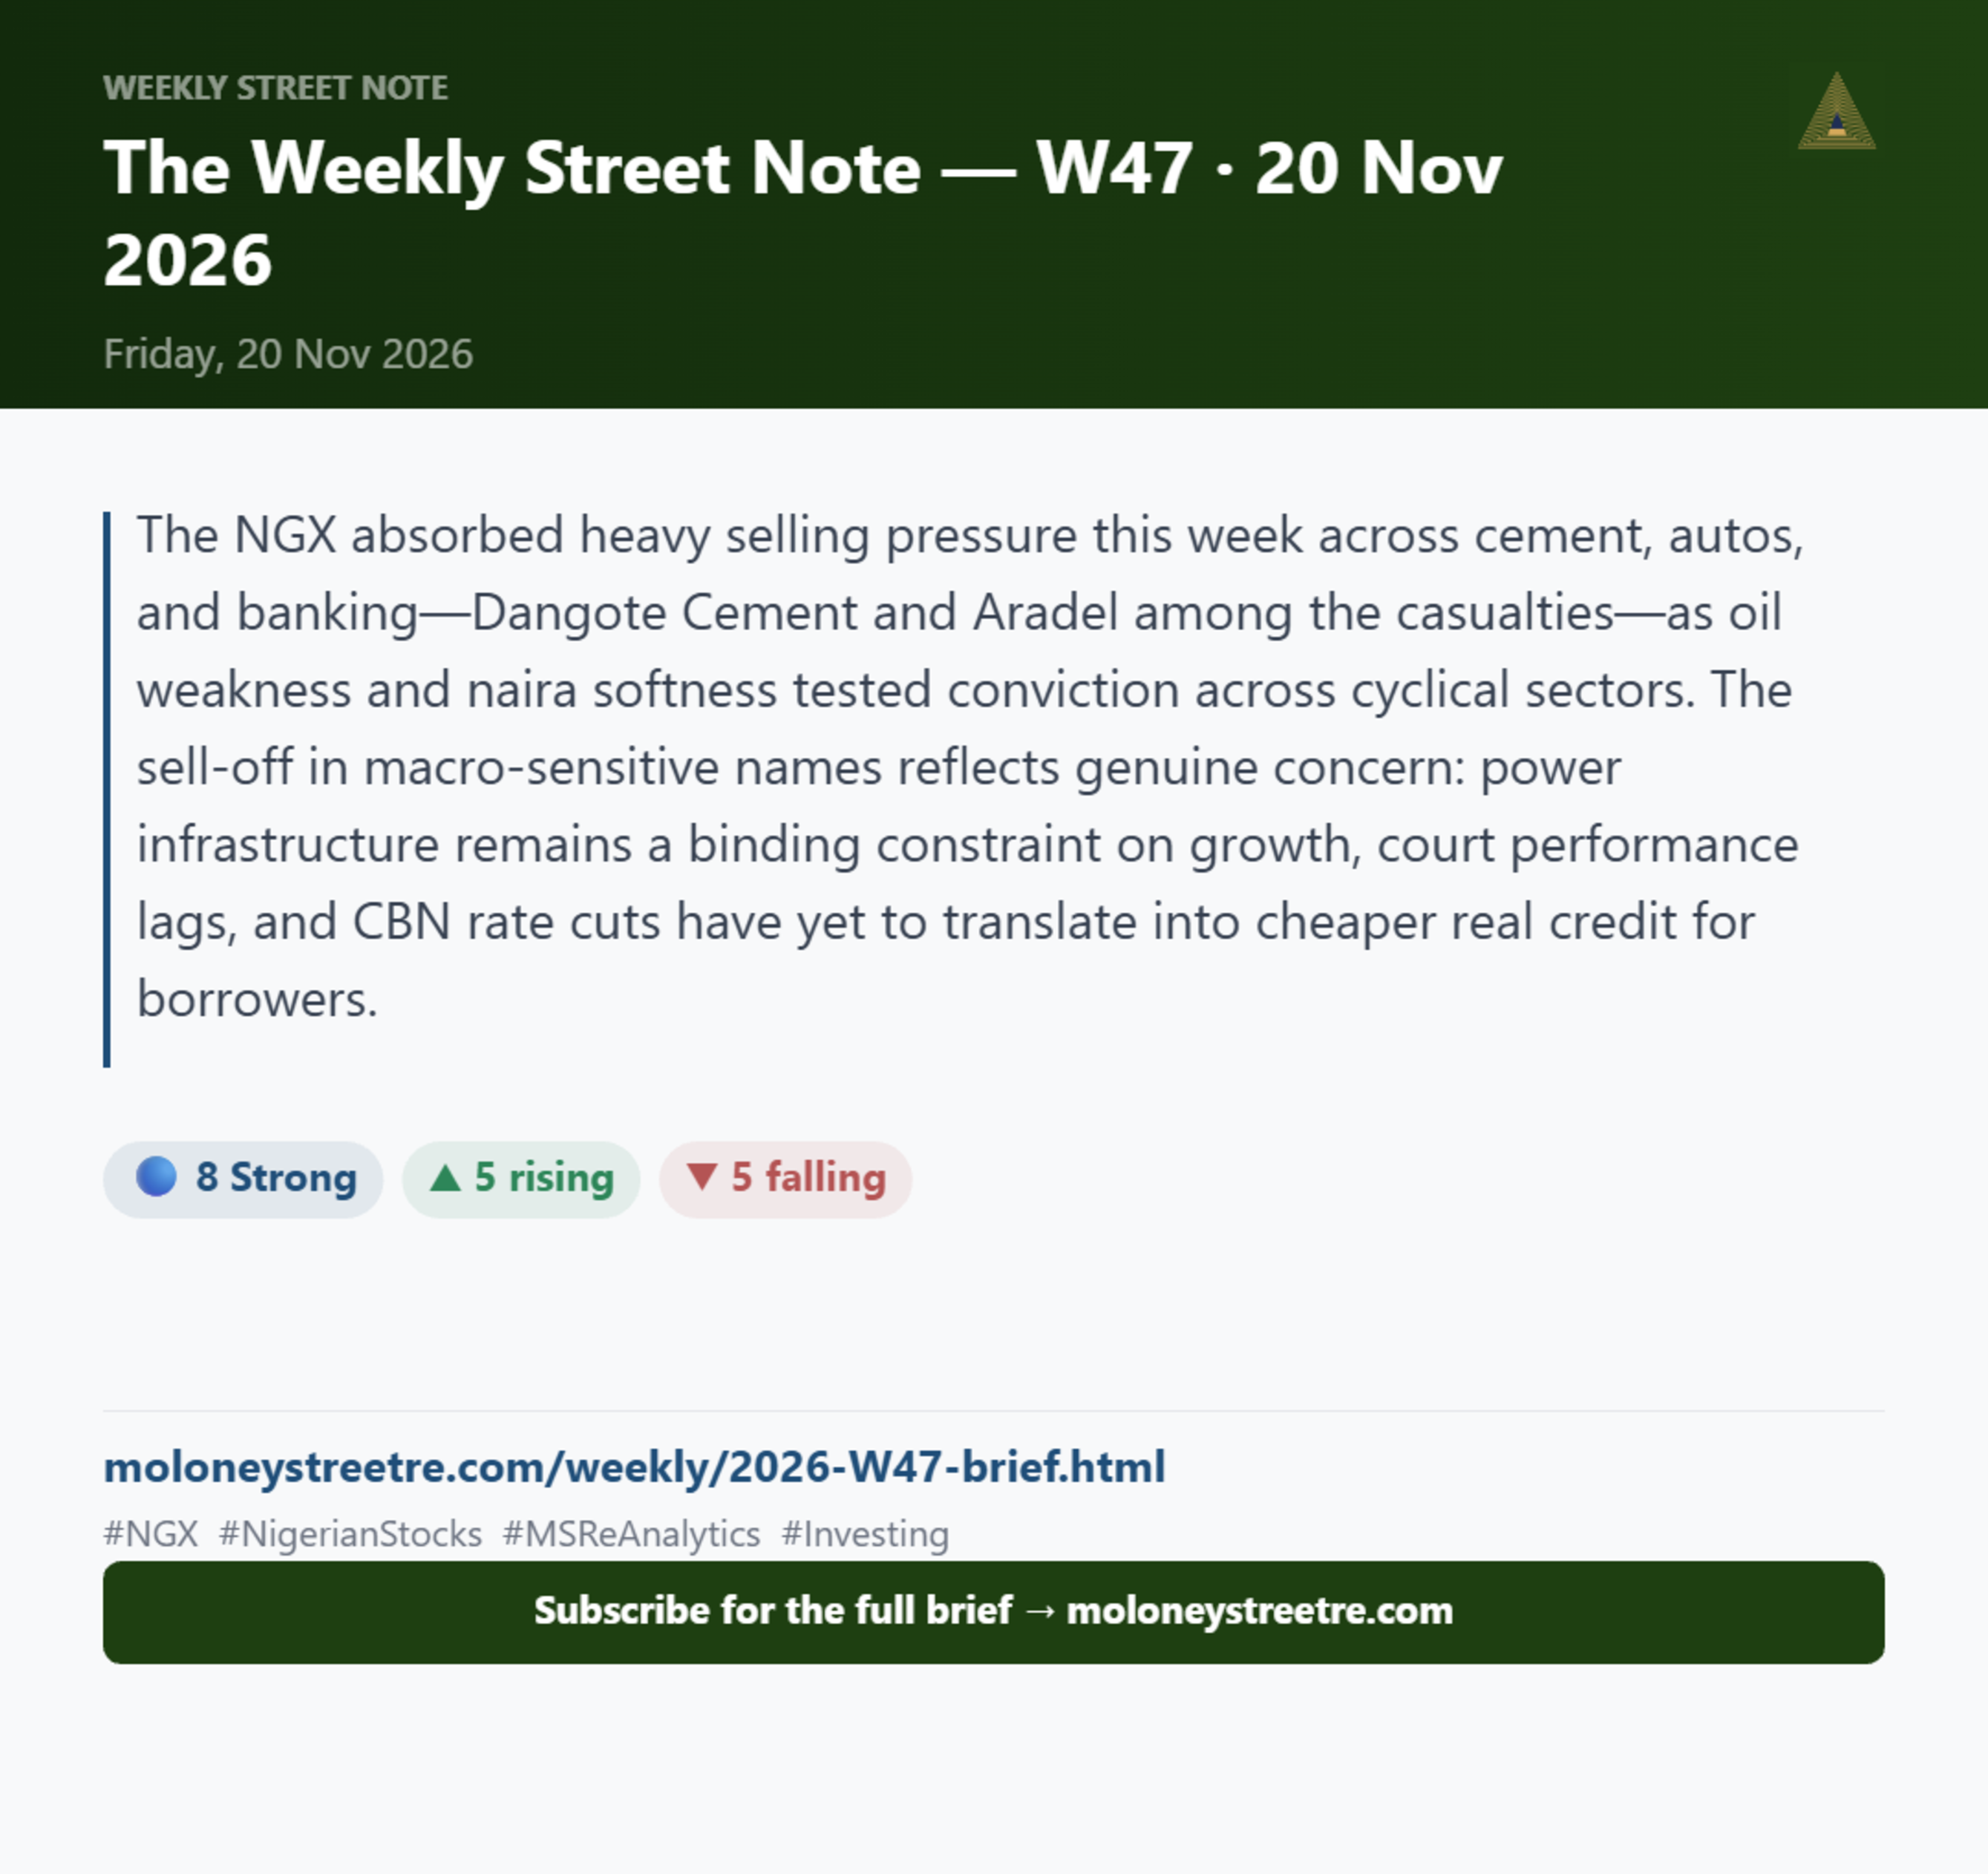 WEEKLY STREET NOTE
The Weekly Street Note — W47 · 20 Nov
2026
Friday, 20 Nov 2026
The NGX absorbed heavy selling pressure this week across cement, autos,
and banking—Dangote Cement and Aradel among the casualties—as oil
weakness and naira softness tested conviction across cyclical sectors. The
sell-off in macro-sensitive names reflects genuine concern: power
infrastructure remains a binding constraint on growth, court performance
lags, and CBN rate cuts have yet to translate into cheaper real credit for
borrowers.
🔵 8 Strong ▲ 5 rising ▼ 5 falling
moloneystreetre.com/weekly/2026-W47-brief.html
#NGX #NigerianStocks #MSReAnalytics #Investing
Subscribe for the full brief → moloneystreetre.com